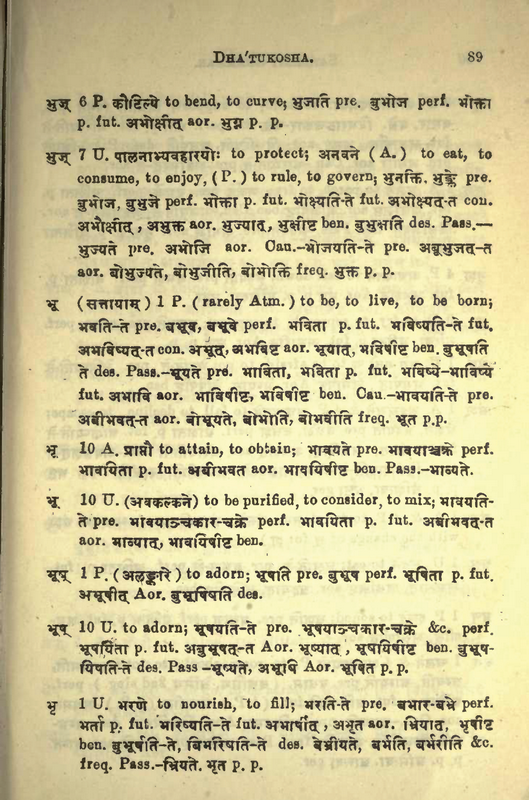 DHA'TUKOSHA. 89
भुज् 6 P. कौटिल्ये to bend, to curve; भुजाति pre. बुभोज perf. भोक्ता
p. fut. अभोक्षीत् aor. भुग्न p. p.
भुज् 7 U. पालनाभ्यवहारयोः to protect; अनवने (A.) to eat, to
consume, to enjoy, (P.) to rule, to govern; भुनक्ति, भुङ्क्ते pre.
बुभोज, बुभुजे perf. भोक्ता p. fut. भोक्ष्यति-ते fut. अभोक्ष्यत्-त con.
अभौक्षीत्, अभुक्त aor. भुज्यात्, भुक्षीष्ट ben. बुभुक्षति des. Pass.—
भुज्यते pre. अभोजि aor. Cau.—भोजयति-ते pre. अबूभुजत्-त
aor. बोभुज्यते, बोभुजीति, बोभोक्ति freq. भुक्त p. p.
भू (सत्तायाम्) 1 P. (rarely Atm.) to be, to live, to be born;
भवति-ते pre. बभूव, बभूवे perf. भविता p. fut. भविष्यति-ते fut.
अभविष्यत्-त con. अभूत्, अभविष्ट aor. भूयात्, भविषीष्ट ben. बुभूषति
ते des. Pass.—भूयते pre. भाविता, भविता p. fut. भविष्ये-भाविष्ये
fut. अभावि aor. भाविषीष्ट, भविषीष्ट ben. Cau.—भावयति-ते pre.
अबीभवत्-त aor. बोभूयते, बोभोति, बोभवीति freq. भूत p.p.
भू 10 A. प्राप्तौ to attain, to obtain; भावयते pre. भावयाञ्चक्रे perf.
भावयिता p. fut. अबीभवत aor. भावयिषीष्ट ben. Pass.—भाव्यते.
भू 10 U. (अवकल्कने) to be purified, to consider, to mix; भावयति-
ते pre. भावयाञ्चकार-चक्रे perf. भावयिता p. fut. अबीभवत्-त
aor. भाव्यात्, भावयिषीष्ट ben.
भूष् 1 P. (अलङ्कारे) to adorn; भूषति pre. बुभूष perf. भूषिता p. fut.
अभूषीत् Aor. बुभूषिषति des.
भूष् 10 U. to adorn; भूषयति-ते pre. भूषयाञ्चकार-चक्रे &c. perf.
भूषयिता p. fut. अबुभूषत्-त Aor. भूष्यात्, भूषयिषीष्ट ben. बुभूष-
यिषति-ते des. Pass—भूष्यते, अभूषि Aor. भूषित p. p.
भृ 1 U. भरणे to nourish, to fill; भरति-ते pre. बभार-बभ्रे perf.
भर्ता p. fut. भरिष्यति-ते fut. अभार्षीत्, अभृत aor. भ्रियात्, भृषीष्ट
ben. बुभूर्षति-ते, बिभरिषति-ते des. बेभ्रीयते, बर्भर्ति, बर्भरीति &c.
freq. Pass.—भ्रियते. भृत p. p.